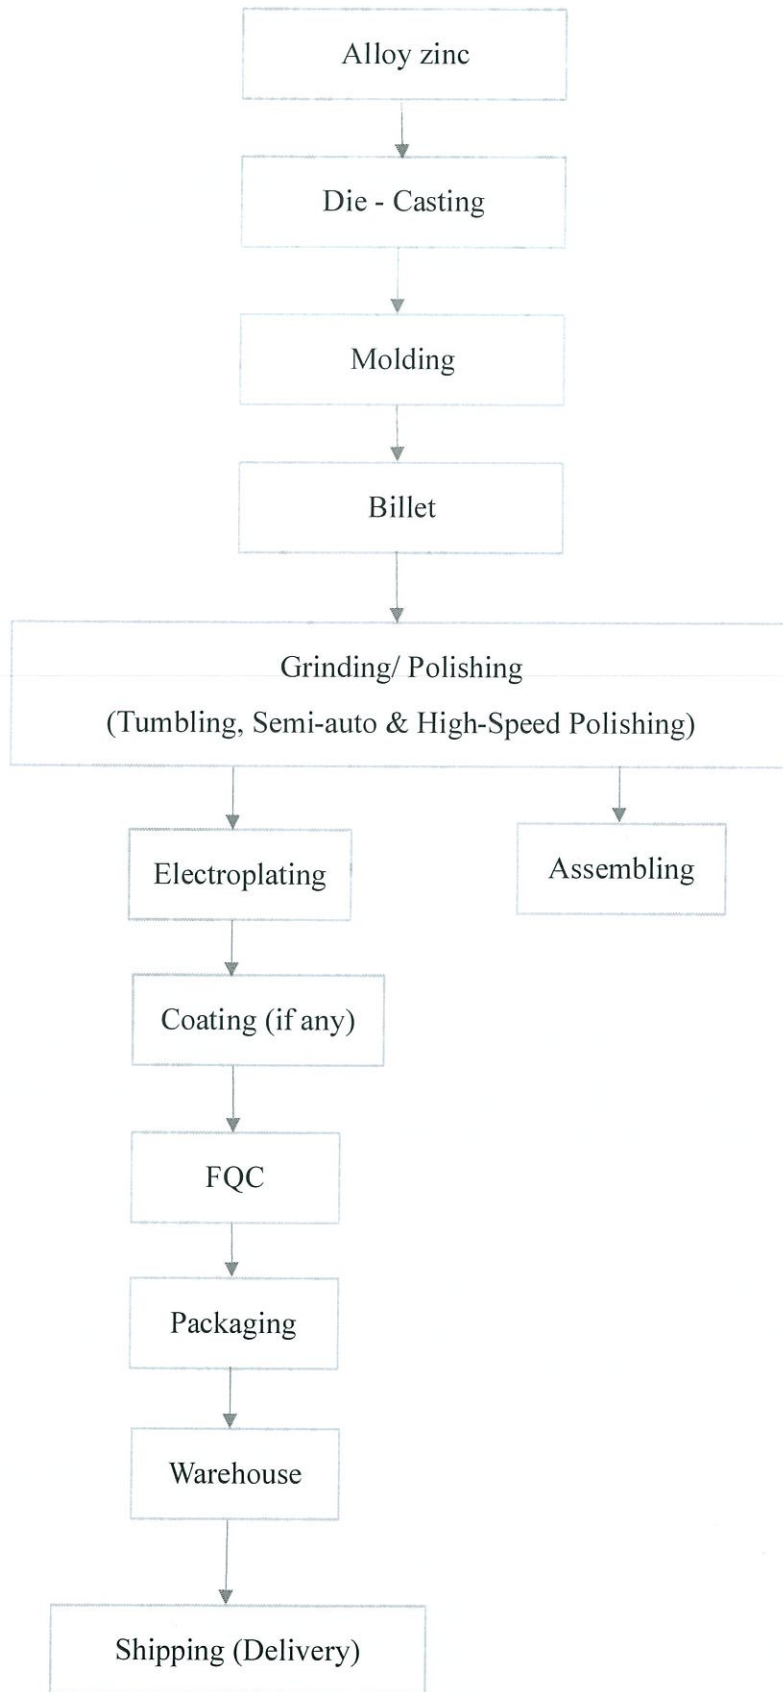 Alloy zinc
Die - Casting
Molding
Billet
Grinding/ Polishing
(Tumbling, Semi-auto & High-Speed Polishing)
Electroplating
Assembling
Coating (if any)
FQC
Packaging
Warehouse
Shipping (Delivery)